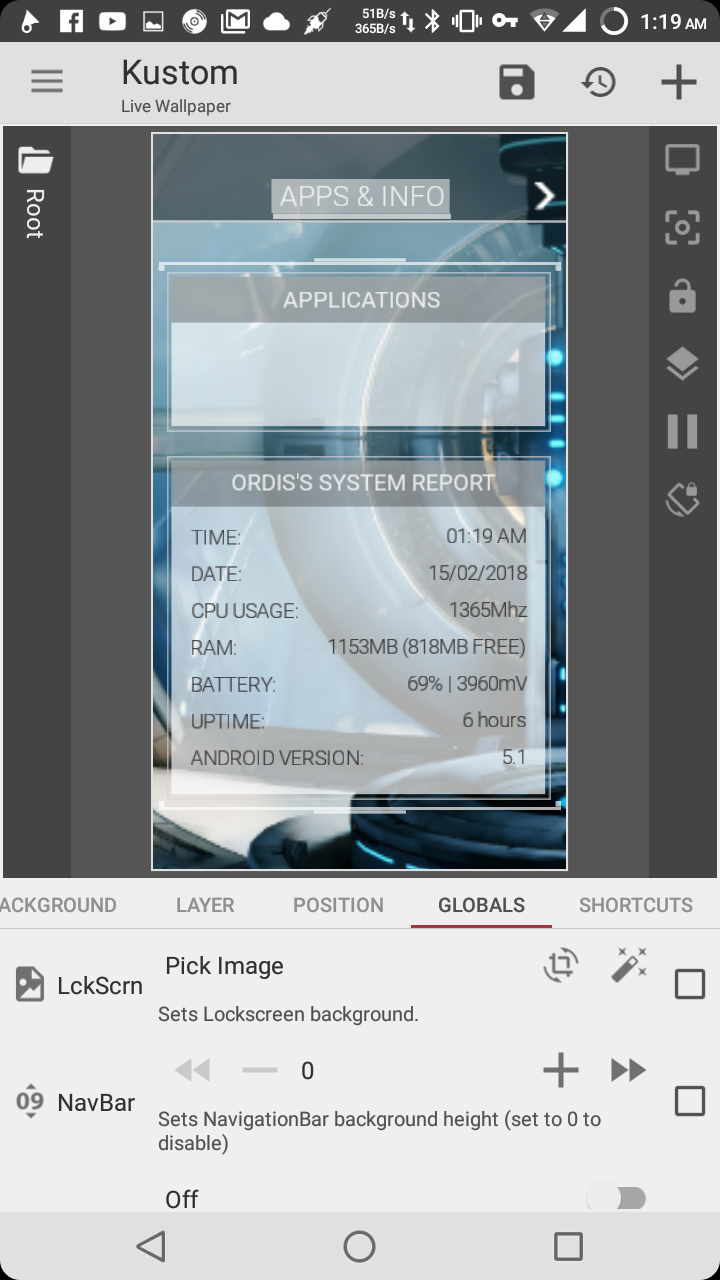 51B/s
365B/s
1:19 AM
Kustom
Live Wallpaper
Root
APPS & INFO
APPLICATIONS
ORDIS'S SYSTEM REPORT
TIME: 01:19 AM
DATE: 15/02/2018
CPU USAGE: 1365Mhz
RAM: 1153MB (818MB FREE)
BATTERY: 69% | 3960mV
UPTIME: 6 hours
ANDROID VERSION: 5.1
ACKGROUND LAYER POSITION GLOBALS SHORTCUTS
LckScrn Pick Image
Sets Lockscreen background.
09 NavBar 0
Sets NavigationBar background height (set to 0 to
disable)
Off